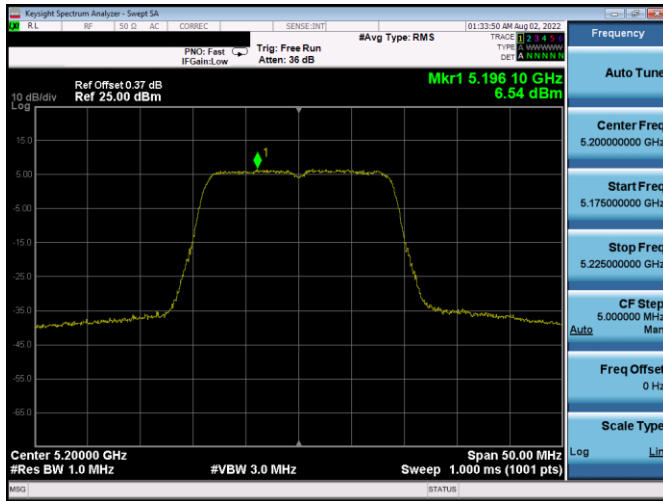 Keysight Spectrum Analyzer - Swept SA
RL RF 50 Ω AC CORREC SENSE:INT 01:33:50 AM Aug 02, 2022
#Avg Type: RMS TRACE 1 2 3 4 5 6
PNO: Fast Trig: Free Run TYPE A WWWWW
IFGain:Low Atten: 36 dB DET A N N N N N
Mkr1 5.196 10 GHz
6.54 dBm
Ref Offset 0.37 dB
10 dB/div Ref 25.00 dBm
Log
1
15.0
5.00
-5.00
-15.0
-25.0
-35.0
-45.0
-55.0
-65.0
Center 5.20000 GHz Span 50.00 MHz
#Res BW 1.0 MHz #VBW 3.0 MHz Sweep 1.000 ms (1001 pts)
MSG STATUS
Frequency
Auto Tune
Center Freq
5.200000000 GHz
Start Freq
5.175000000 GHz
Stop Freq
5.225000000 GHz
CF Step
5.000000 MHz
Auto Man
Freq Offset
0 Hz
Scale Type
Log Lin